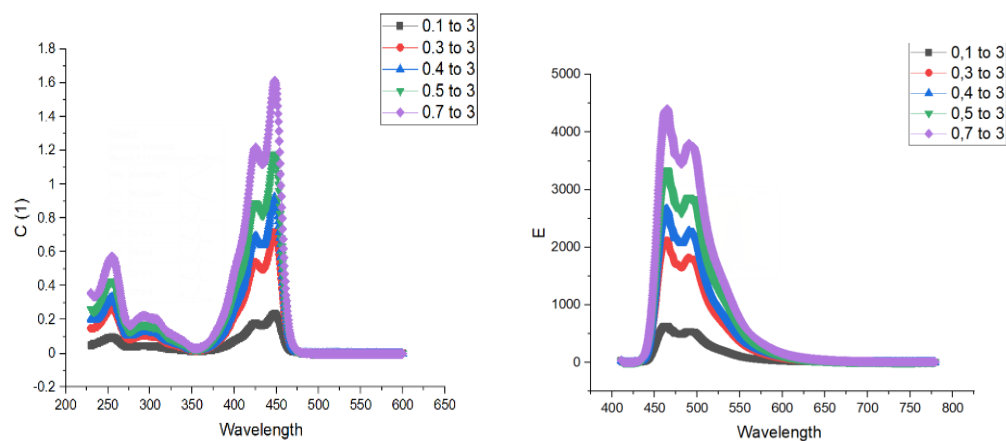 0.1 to 3
0.3 to 3
0.4 to 3
0.5 to 3
0.7 to 3
1.8
1.6
1.4
1.2
1
0.8
0.6
0.4
0.2
0
-0.2
C (1)
200 250 300 350 400 450 500 550 600 650
Wavelength
0,1 to 3
0,3 to 3
0,4 to 3
0,5 to 3
0,7 to 3
5000
4000
3000
2000
1000
0
E
400 450 500 550 600 650 700 750 800
Wavelength